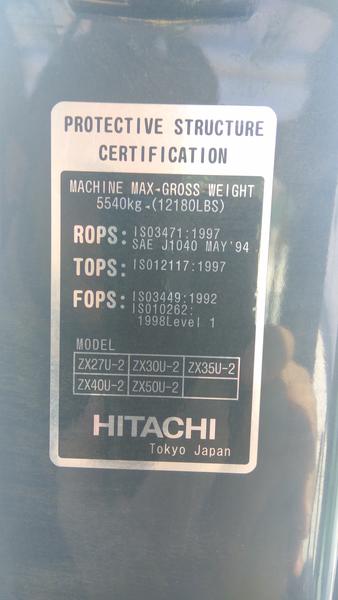 PROTECTIVE STRUCTURE
CERTIFICATION
MACHINE MAX-GROSS WEIGHT
5540kg (12180LBS)
ROPS: ISO3471:1997
SAE J1040 MAY'94
TOPS: ISO12117:1997
FOPS: ISO3449:1992
ISO10262:
1998Level 1
MODEL
ZX27U-2 ZX30U-2 ZX35U-2
ZX40U-2 ZX50U-2
HITACHI
Tokyo Japan